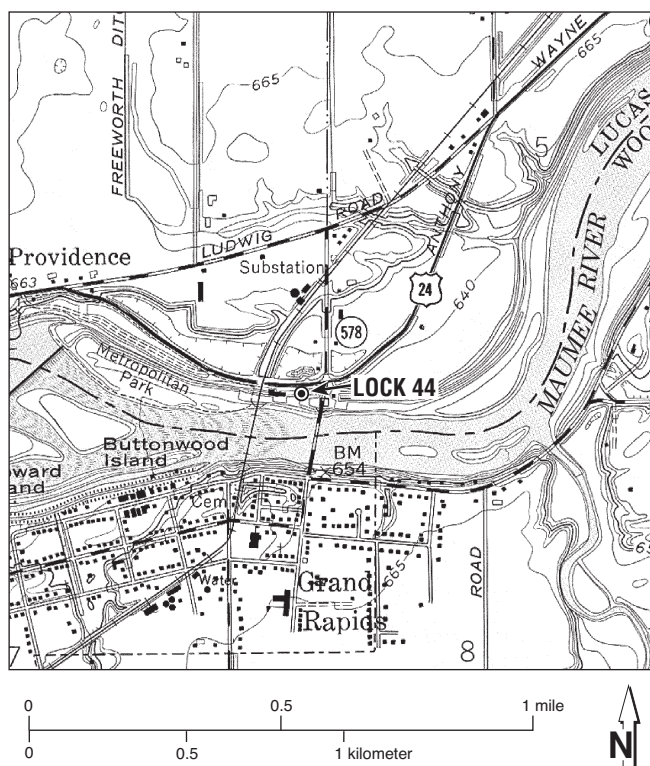 FREEWORTH DITC
665
WAYNE
665
LUCAS
WOO
5
ROAD
LUDWIG
ANTHONY
Providence
663
Substation
24
640
MAUMEE RIVER
578
Metropolitan
Park
LOCK 44
Buttonwood
Island
BM
×654
oward
and
Cem
Water
Grand
Rapids
665
ROAD
7
8
0 0.5 1 mile
0 0.5 1 kilometer
N